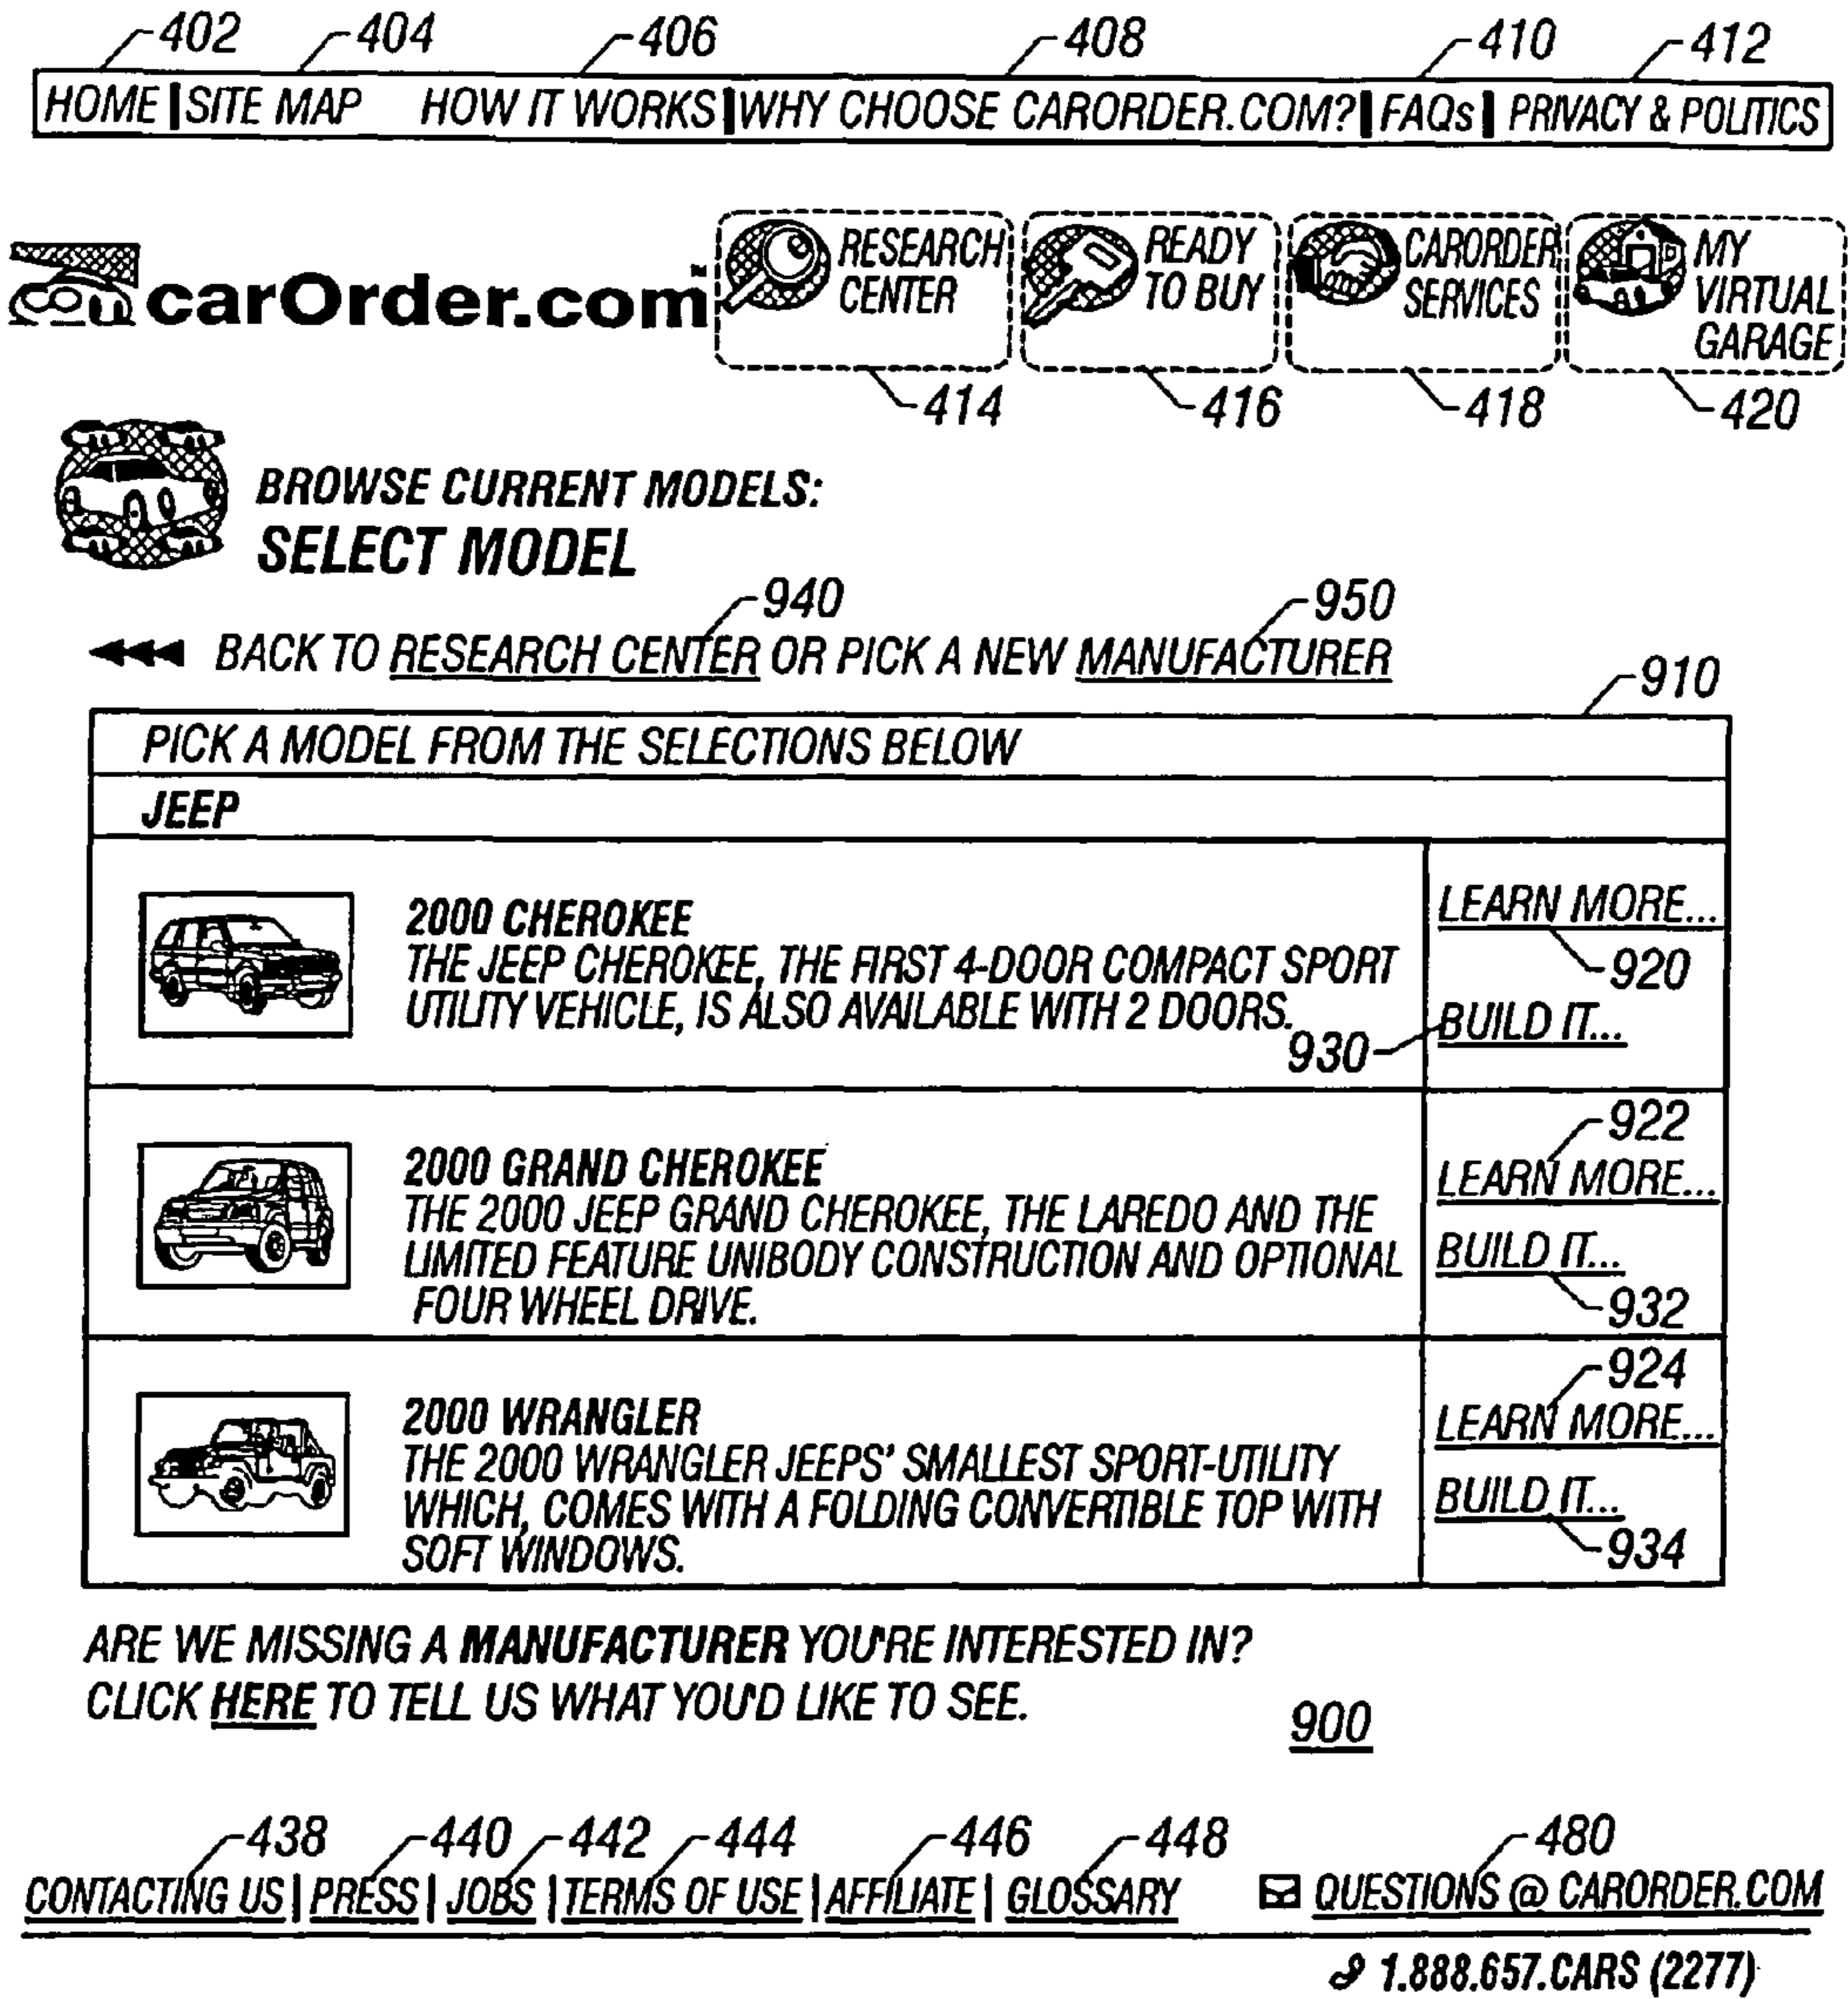 402 404 406 408 410 412
HOME | SITE MAP HOW IT WORKS | WHY CHOOSE CARORDER.COM? | FAQs | PRIVACY & POLITICS
carOrder.com™
RESEARCH
CENTER
READY
TO BUY
CARORDER
SERVICES
MY
VIRTUAL
GARAGE
414 416 418 420
BROWSE CURRENT MODELS:
SELECT MODEL
940 950
BACK TO RESEARCH CENTER OR PICK A NEW MANUFACTURER
910
PICK A MODEL FROM THE SELECTIONS BELOW
JEEP
2000 CHEROKEE
THE JEEP CHEROKEE, THE FIRST 4-DOOR COMPACT SPORT
UTILITY VEHICLE, IS ALSO AVAILABLE WITH 2 DOORS.
LEARN MORE...
920
BUILD IT...
930
2000 GRAND CHEROKEE
THE 2000 JEEP GRAND CHEROKEE, THE LAREDO AND THE
LIMITED FEATURE UNIBODY CONSTRUCTION AND OPTIONAL
FOUR WHEEL DRIVE.
922
LEARN MORE...
BUILD IT...
932
2000 WRANGLER
THE 2000 WRANGLER JEEPS' SMALLEST SPORT-UTILITY
WHICH, COMES WITH A FOLDING CONVERTIBLE TOP WITH
SOFT WINDOWS.
924
LEARN MORE...
BUILD IT...
934
ARE WE MISSING A MANUFACTURER YOU'RE INTERESTED IN?
CLICK HERE TO TELL US WHAT YOU'D LIKE TO SEE.
900
438 440 442 444 446 448 480
CONTACTING US | PRESS | JOBS | TERMS OF USE | AFFILIATE | GLOSSARY QUESTIONS @ CARORDER.COM
1.888.657.CARS (2277)